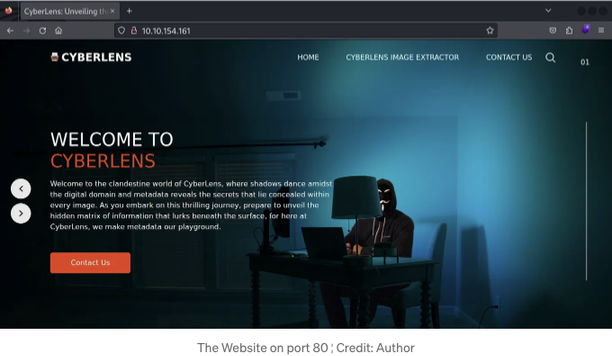 CyberLens: Unveiling th
10.10.154.161
CYBERLENS
HOME
CYBERLENS IMAGE EXTRACTOR
CONTACT US
01
WELCOME TO
CYBERLENS
Welcome to the clandestine world of CyberLens, where shadows dance amidst
the digital domain and metadata reveals the secrets that lie concealed within
every image. As you embark on this thrilling journey, prepare to unveil the
hidden matrix of information that lurks beneath the surface, for here at
CyberLens, we make metadata our playground.
Contact Us
The Website on port 80 ¦ Credit: Author